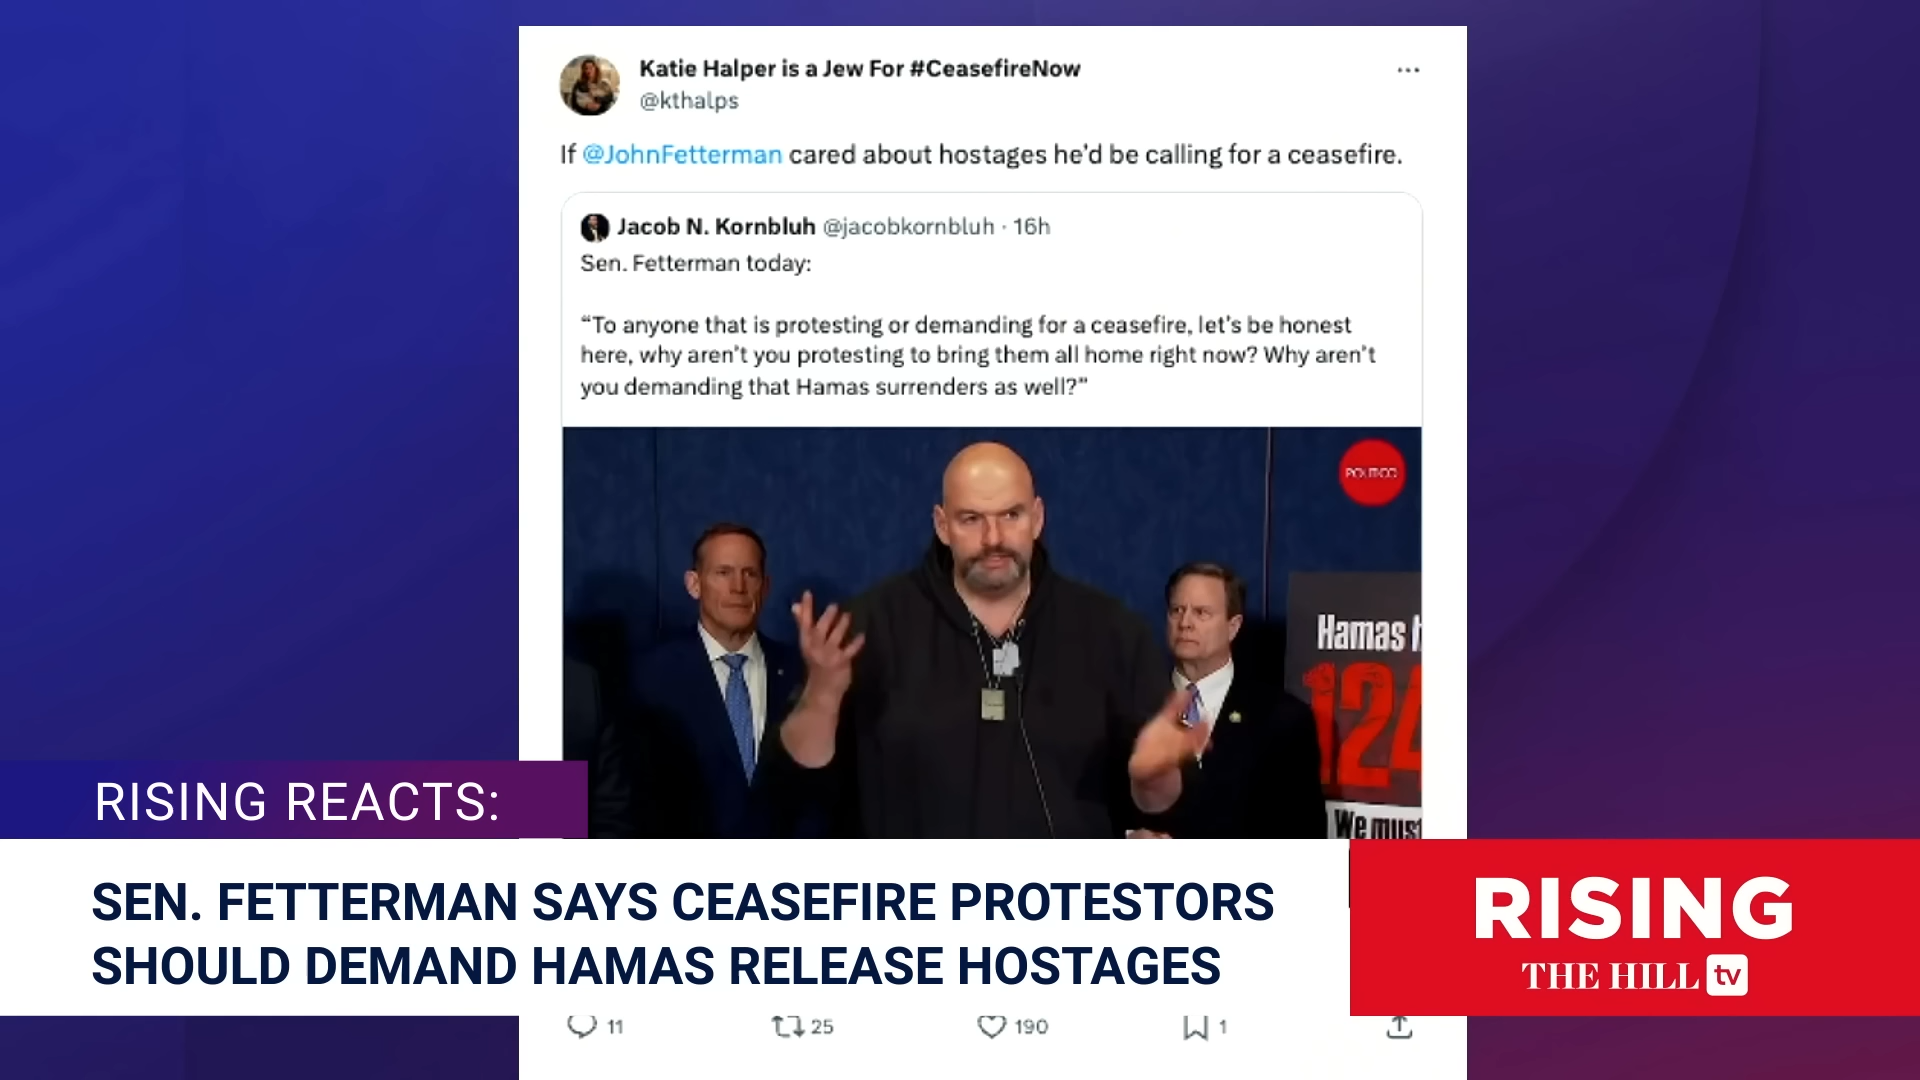 Katie Halper is a Jew For #CeasefireNow
@kthalps
If @JohnFetterman cared about hostages he'd be calling for a ceasefire.
Jacob N. Kornbluh @jacobkornbluh · 16h
Sen. Fetterman today:
“To anyone that is protesting or demanding for a ceasefire, let’s be honest
here, why aren’t you protesting to bring them all home right now? Why aren’t
you demanding that Hamas surrenders as well?”
POLITICO
Hamas h
124
We must
RISING REACTS:
SEN. FETTERMAN SAYS CEASEFIRE PROTESTORS
SHOULD DEMAND HAMAS RELEASE HOSTAGES
RISING
THE HILL tv
11 25 190 1